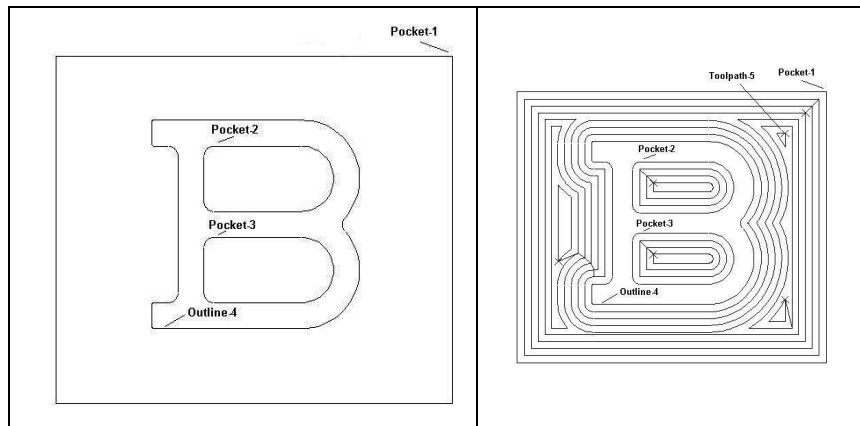 Pocket-1
Pocket-2
Pocket-3
Outline-4
Toolpath-5
Pocket-1
Pocket-2
Pocket-3
Outline-4